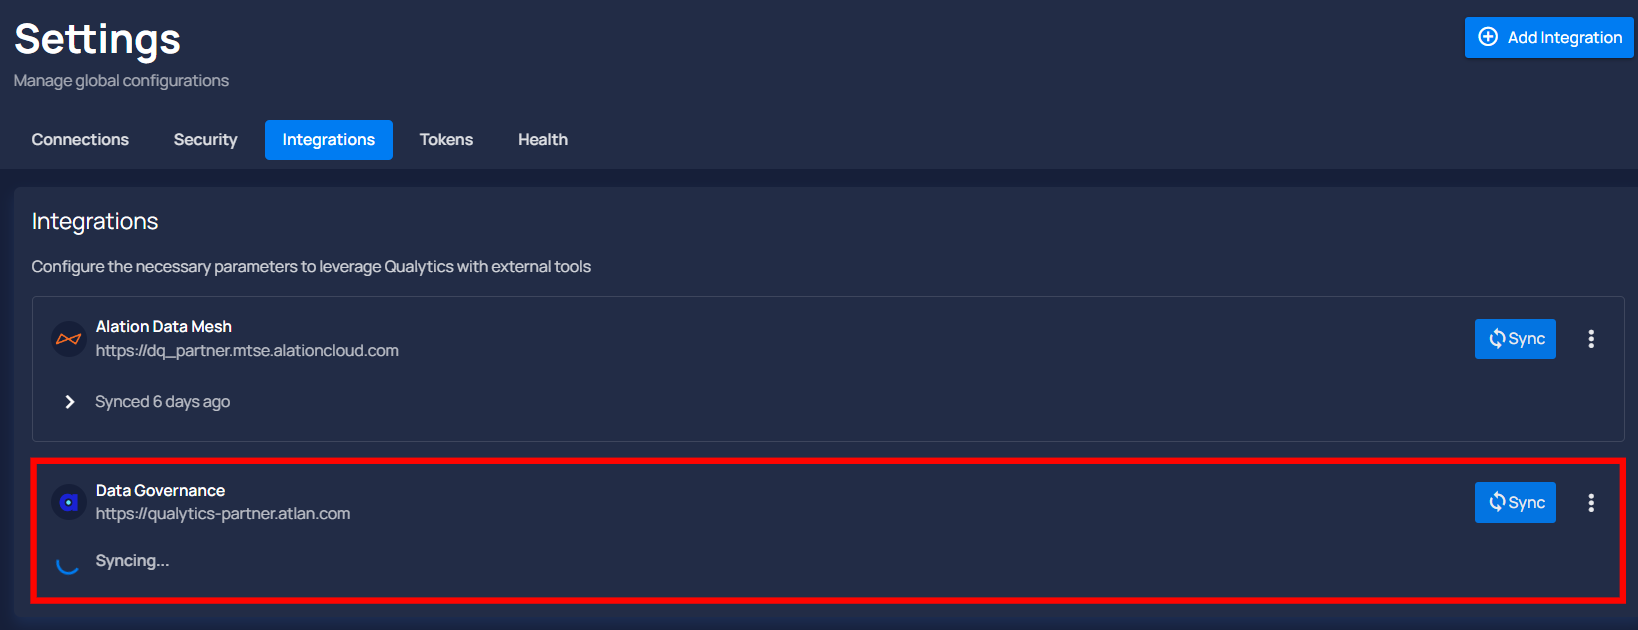 Settings
Add Integration
Manage global configurations
Connections Security Integrations Tokens Health
Integrations
Configure the necessary parameters to leverage Qualytics with external tools
Alation Data Mesh
https://dq_partner.mtse.alationcloud.com
Sync
Synced 6 days ago
Data Governance
https://qualytics-partner.atlan.com
Sync
Syncing...